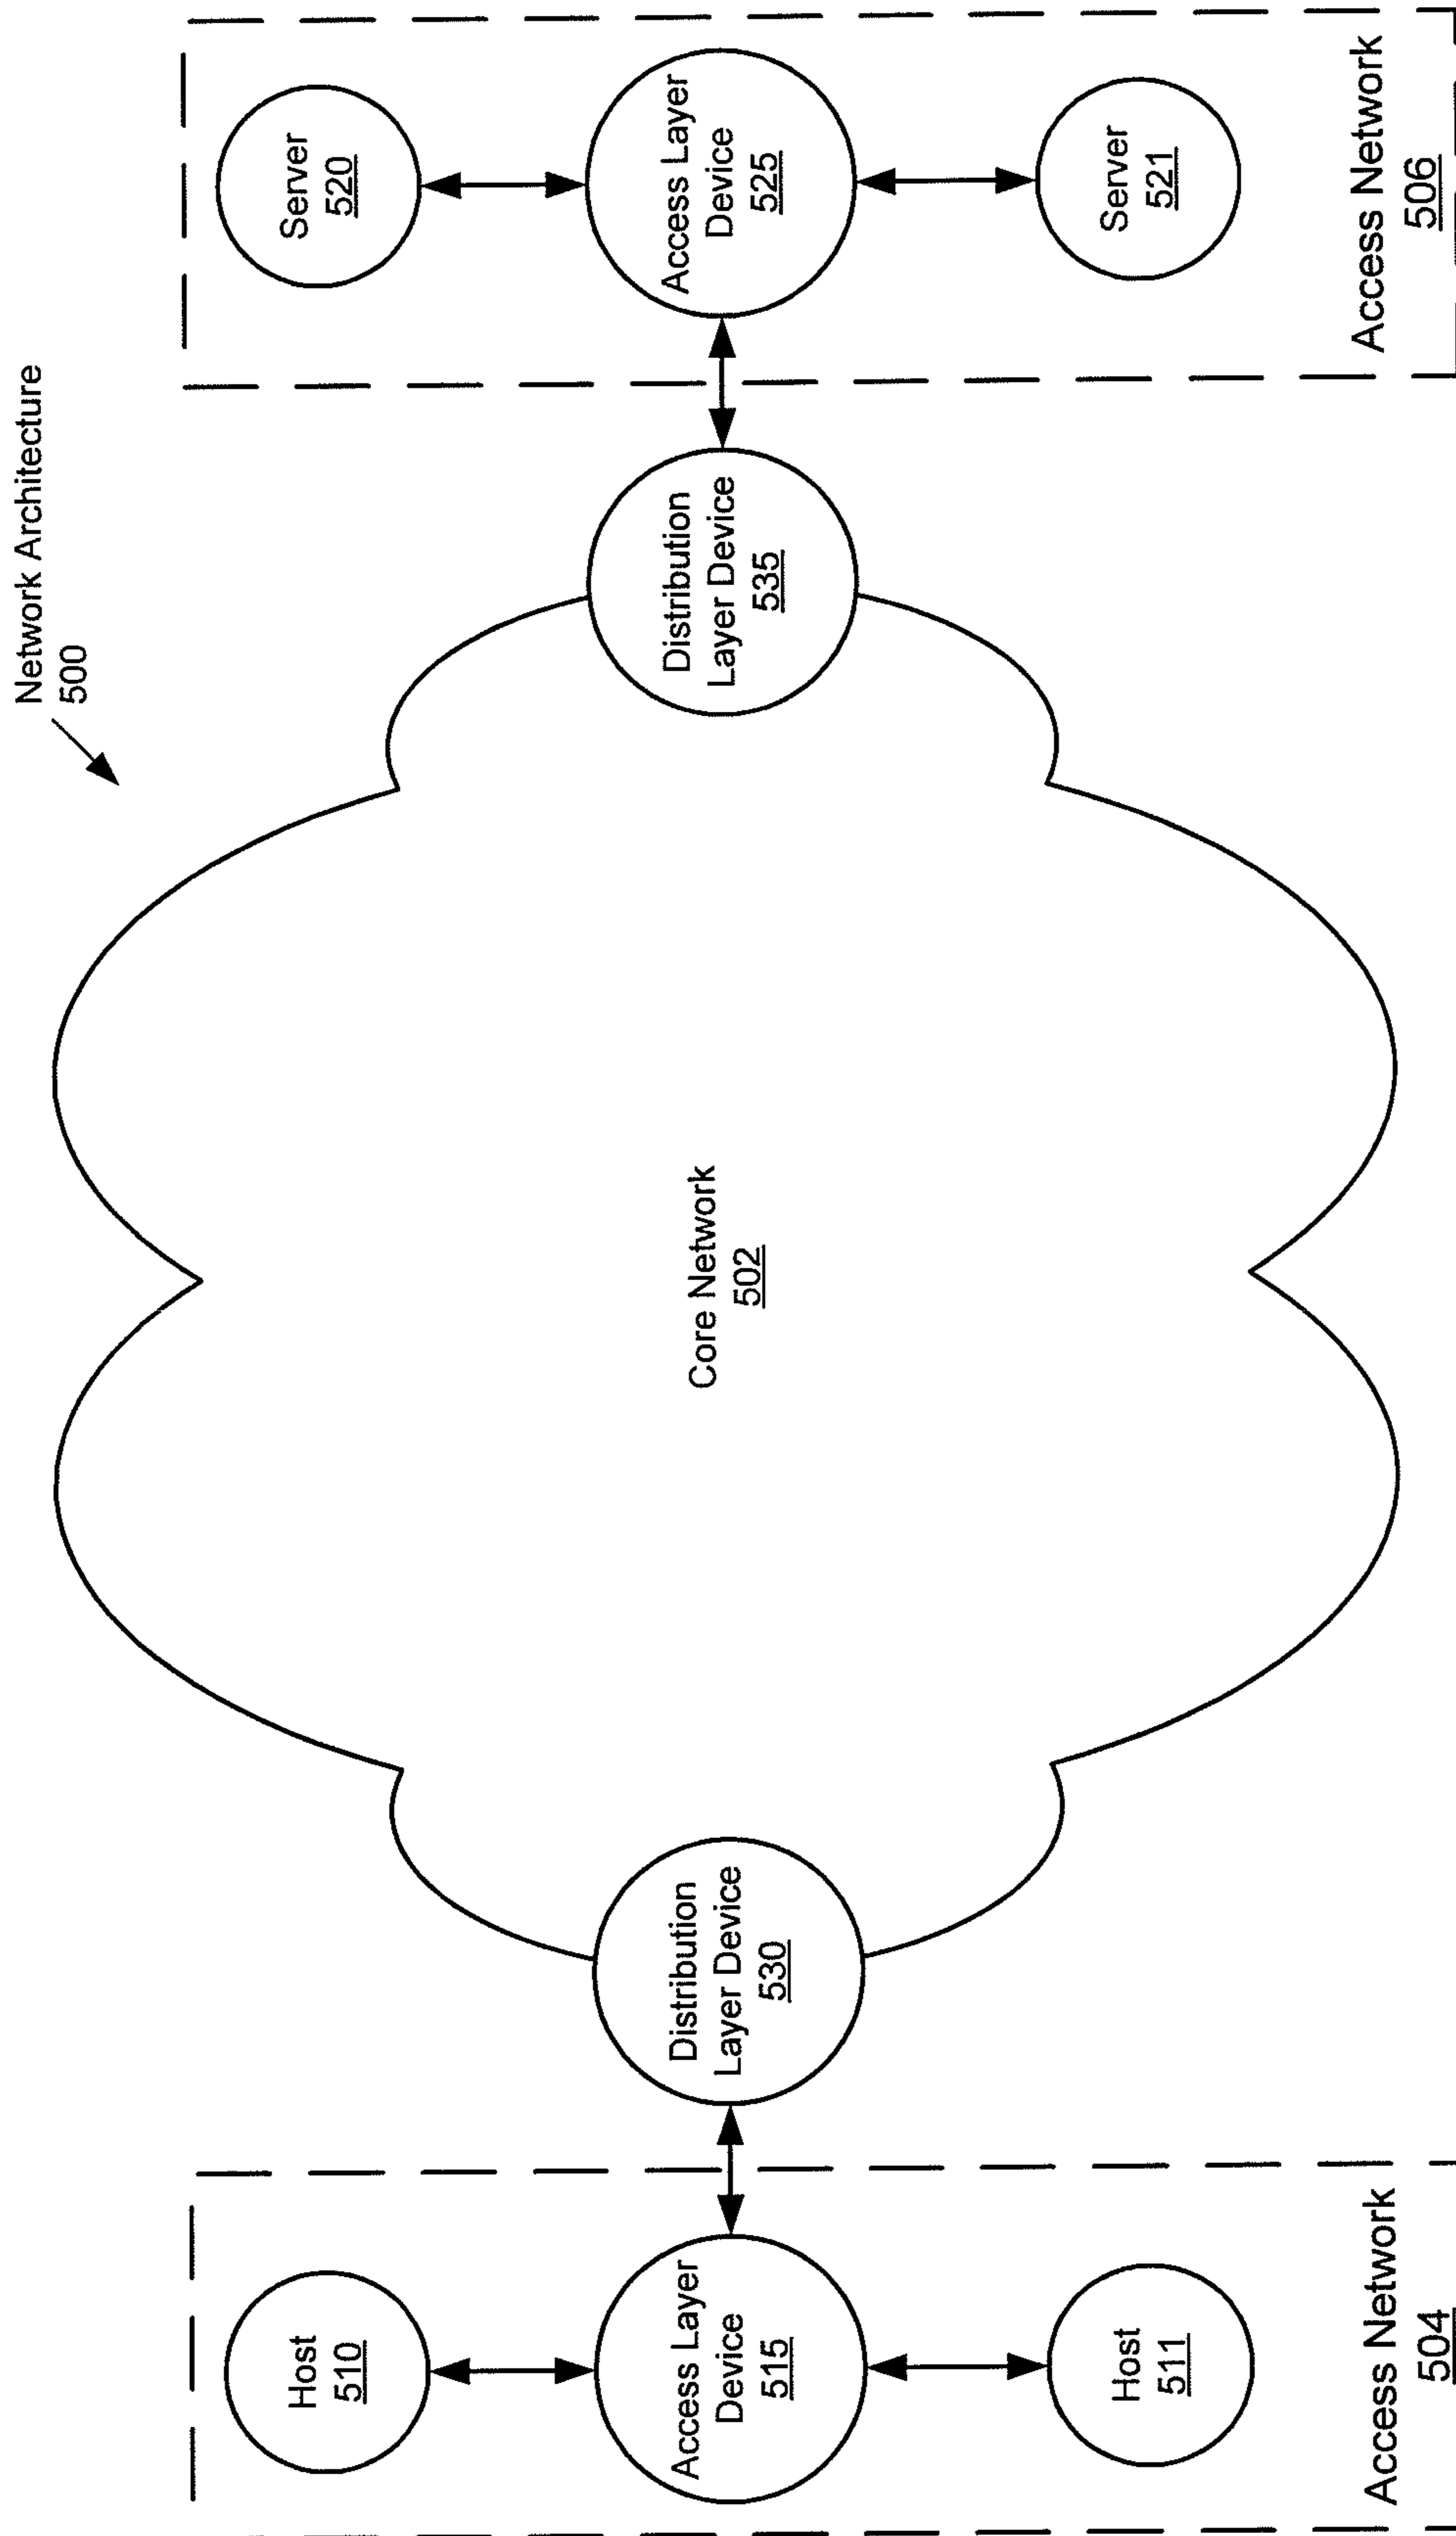 Network Architecture
500
Host
510
Access Layer
Device
515
Host
511
Access Network
504
Distribution
Layer Device
530
Core Network
502
Distribution
Layer Device
535
Server
520
Access Layer
Device
525
Server
521
Access Network
506